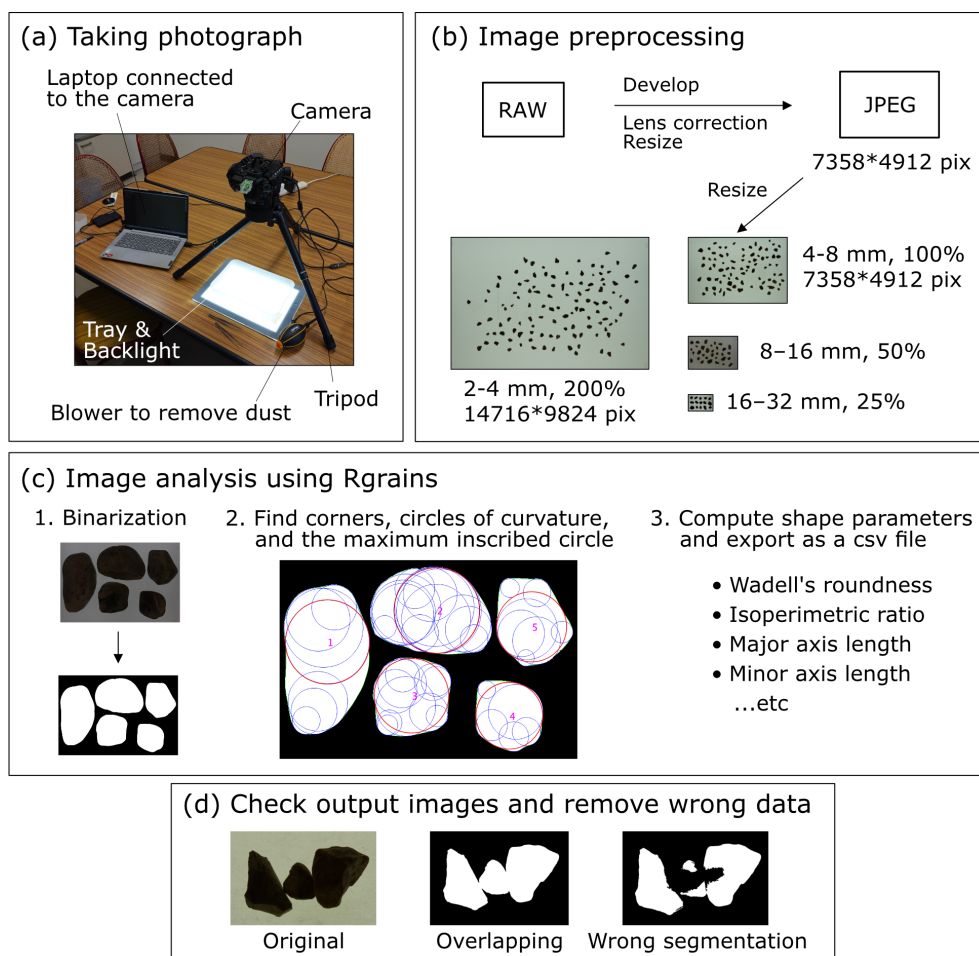 (a) Taking photograph
Laptop connected
to the camera
Camera
Tray &
Backlight
Blower to remove dust
Tripod
(b) Image preprocessing
RAW
Develop
Lens correction
Resize
JPEG
7358*4912 pix
Resize
4-8 mm, 100%
7358*4912 pix
8–16 mm, 50%
16–32 mm, 25%
2-4 mm, 200%
14716*9824 pix
(c) Image analysis using Rgrains
1. Binarization
2. Find corners, circles of curvature,
and the maximum inscribed circle
1
2
3
4
5
3. Compute shape parameters
and export as a csv file
• Wadell's roundness
• Isoperimetric ratio
• Major axis length
• Minor axis length
...etc
(d) Check output images and remove wrong data
Original
Overlapping
Wrong segmentation